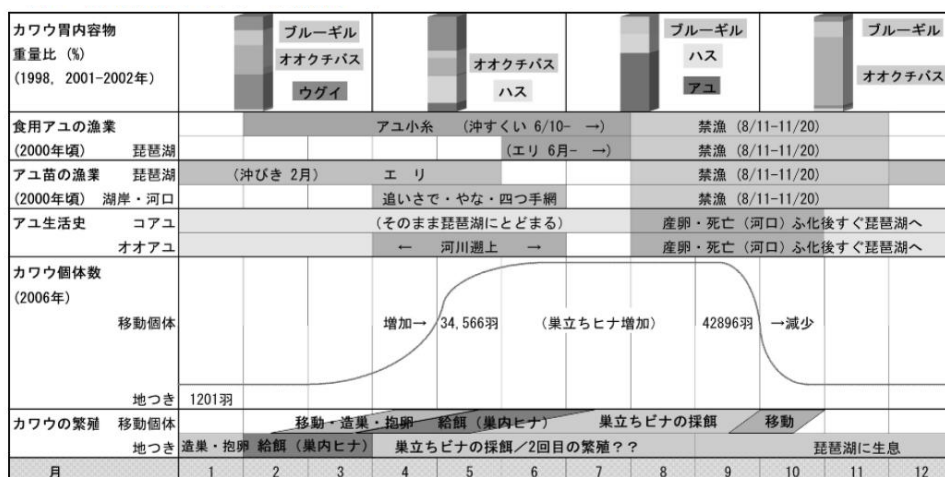 カワウ胃内容物
重量比 (%)
(1998, 2001-2002年)
ブルーギル
オオクチバス
ウグイ
オオクチバス
ハス
ブルーギル
ハス
アユ
ブルーギル
オオクチバス
食用アユの漁業 アユ小糸 (沖すくい 6/10- →) 禁漁 (8/11-11/20)
(2000年頃) 琵琶湖 (エリ 6月- →) 禁漁 (8/11-11/20)
アユ苗の漁業 琵琶湖 (沖びき 2月) エ リ 禁漁 (8/11-11/20)
(2000年頃) 湖岸・河口 追いさで・やな・四つ手網 禁漁 (8/11-11/20)
アユ生活史 コアユ (そのまま琵琶湖にとどまる) 産卵・死亡 (河口) ふ化後すぐ琵琶湖へ
オオアユ ← 河川遡上 → 産卵・死亡 (河口) ふ化後すぐ琵琶湖へ
カワウ個体数
(2006年)
移動個体 増加→ 34,566羽 (巣立ちヒナ増加) 42896羽 →減少
地つき 1201羽
カワウの繁殖 移動個体 移動・造巣・抱卵 給餌 (巣内ヒナ) 巣立ちビナの採餌 移動
地つき 造巣・抱卵 給餌 (巣内ヒナ) 巣立ちビナの採餌/2回目の繁殖?? 琵琶湖に生息
月 1 2 3 4 5 6 7 8 9 10 11 12